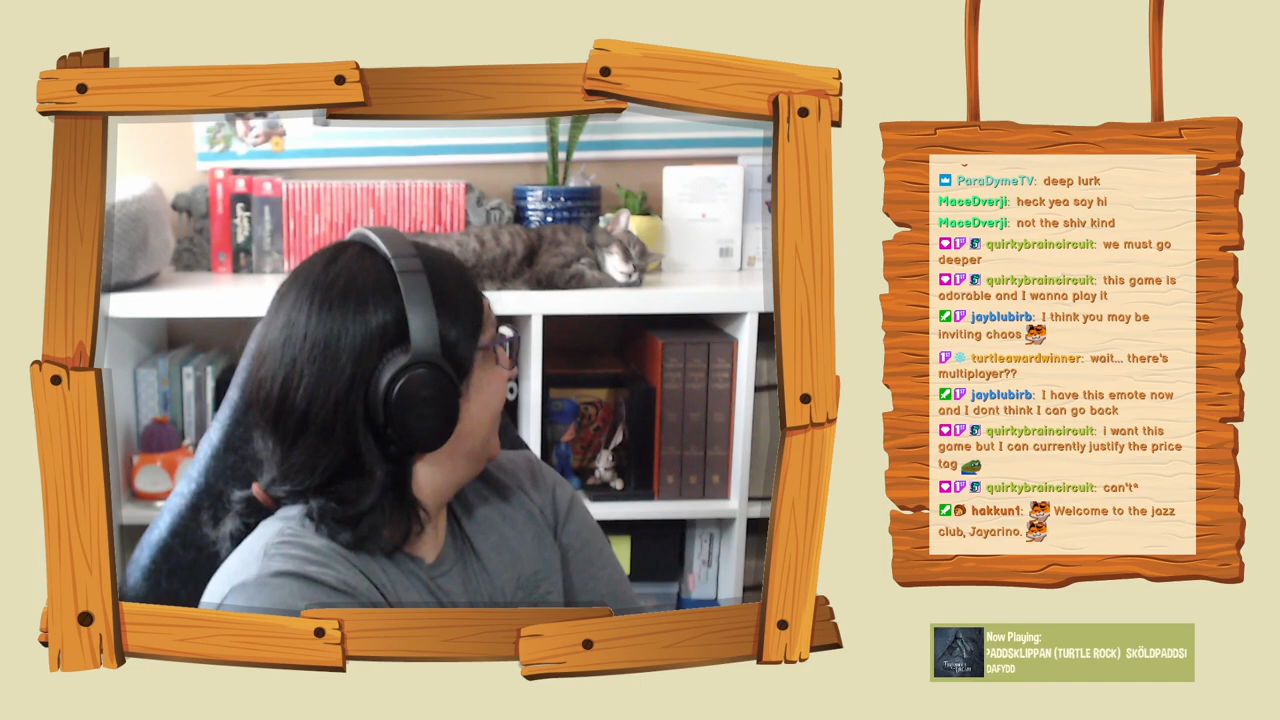 ParaDymeTV: deep lurk
MaceDverji: heck yea say hi
MaceDverji: not the shiv kind
quirkybraincircuit: we must go
deeper
quirkybraincircuit: this game is
adorable and I wanna play it
jayblubirb: I think you may be
inviting chaos
turtleawardwinner: wait... there's
multiplayer??
jayblubirb: I have this emote now
and I dont think I can go back
quirkybraincircuit: i want this
game but I can currently justify the price
tag
quirkybraincircuit: can't*
hakkun1: Welcome to the jazz
club, Jayarino.
Now Playing:
PADDSKLIPPAN (TURTLE ROCK) SKÖLDPADDS
DAFYDD